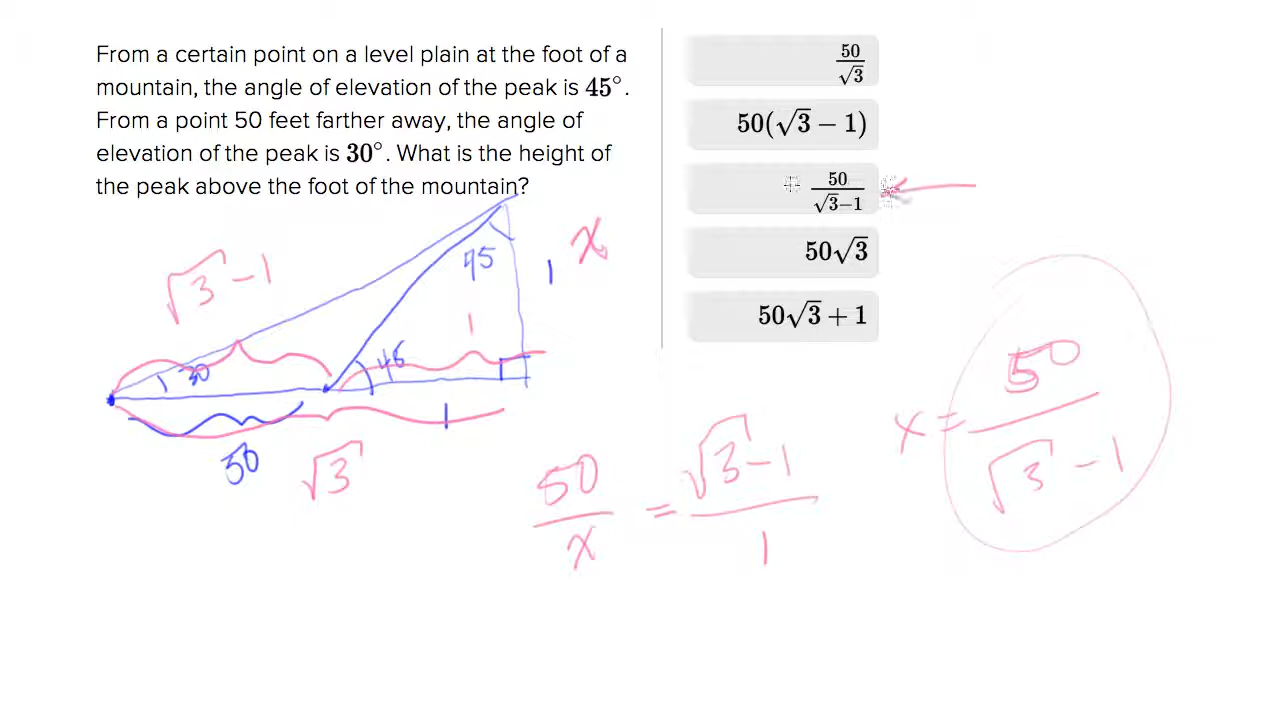 From a certain point on a level plain at the foot of a
mountain, the angle of elevation of the peak is 45°.
From a point 50 feet farther away, the angle of
elevation of the peak is 30°. What is the height of
the peak above the foot of the mountain?
50/√3
50(√3 − 1)
50/(√3−1)
50√3
50√3 + 1
√3 - 1
45
1
x
1
30
45
50
√3
1
50/x = (√3-1)/1
x = 50/(√3 - 1)